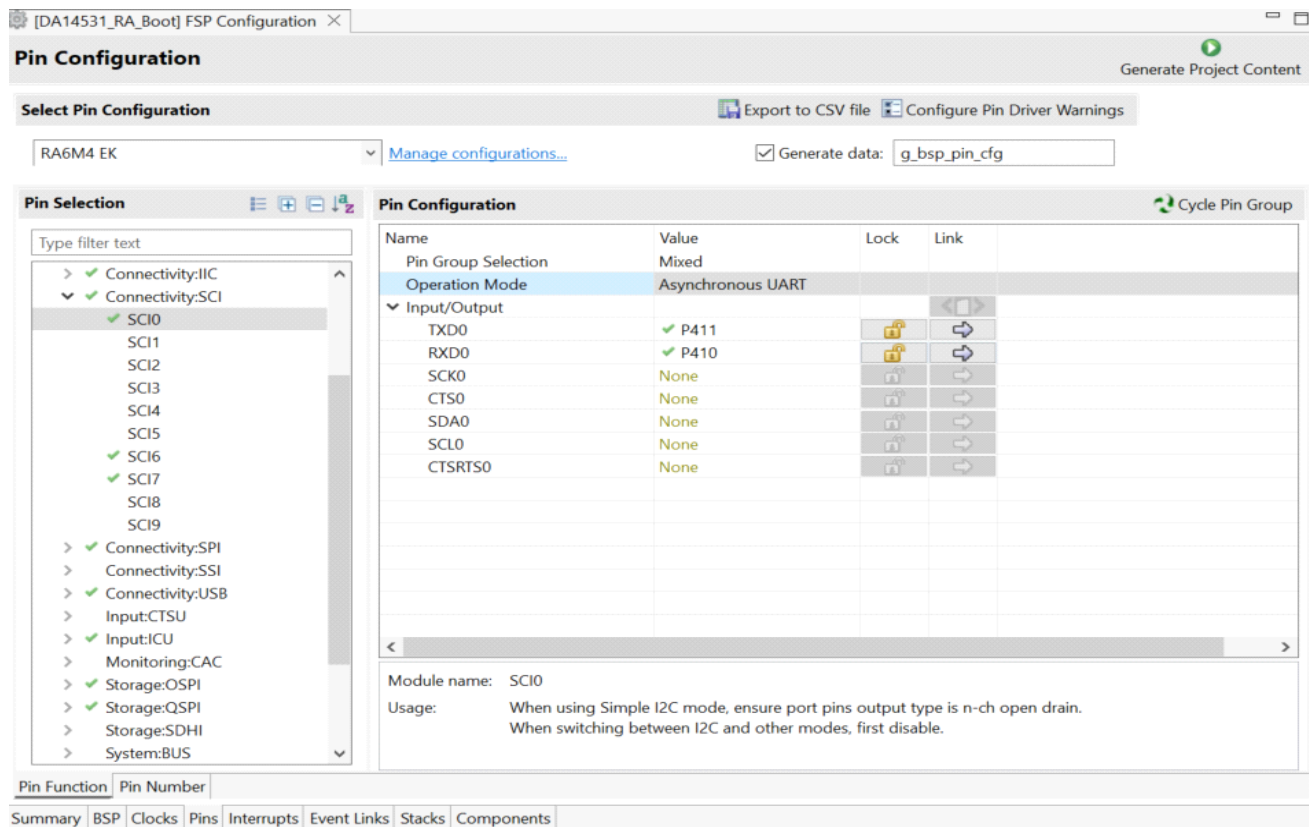 [DA14531_RA_Boot] FSP Configuration
Pin Configuration
Generate Project Content
Select Pin Configuration
Export to CSV file
Configure Pin Driver Warnings
RA6M4 EK
Manage configurations...
Generate data:
g_bsp_pin_cfg
Pin Selection
Type filter text
Connectivity:IIC
Connectivity:SCI
SCI0
SCI1
SCI2
SCI3
SCI4
SCI5
SCI6
SCI7
SCI8
SCI9
Connectivity:SPI
Connectivity:SSI
Connectivity:USB
Input:CTSU
Input:ICU
Monitoring:CAC
Storage:OSPI
Storage:QSPI
Storage:SDHI
System:BUS
Pin Configuration
Cycle Pin Group
Name Value Lock Link
Pin Group Selection Mixed
Operation Mode Asynchronous UART
Input/Output
TXD0 P411
RXD0 P410
SCK0 None
CTS0 None
SDA0 None
SCL0 None
CTSRTS0 None
Module name: SCI0
Usage: When using Simple I2C mode, ensure port pins output type is n-ch open drain.
When switching between I2C and other modes, first disable.
Pin Function Pin Number
Summary BSP Clocks Pins Interrupts Event Links Stacks Components